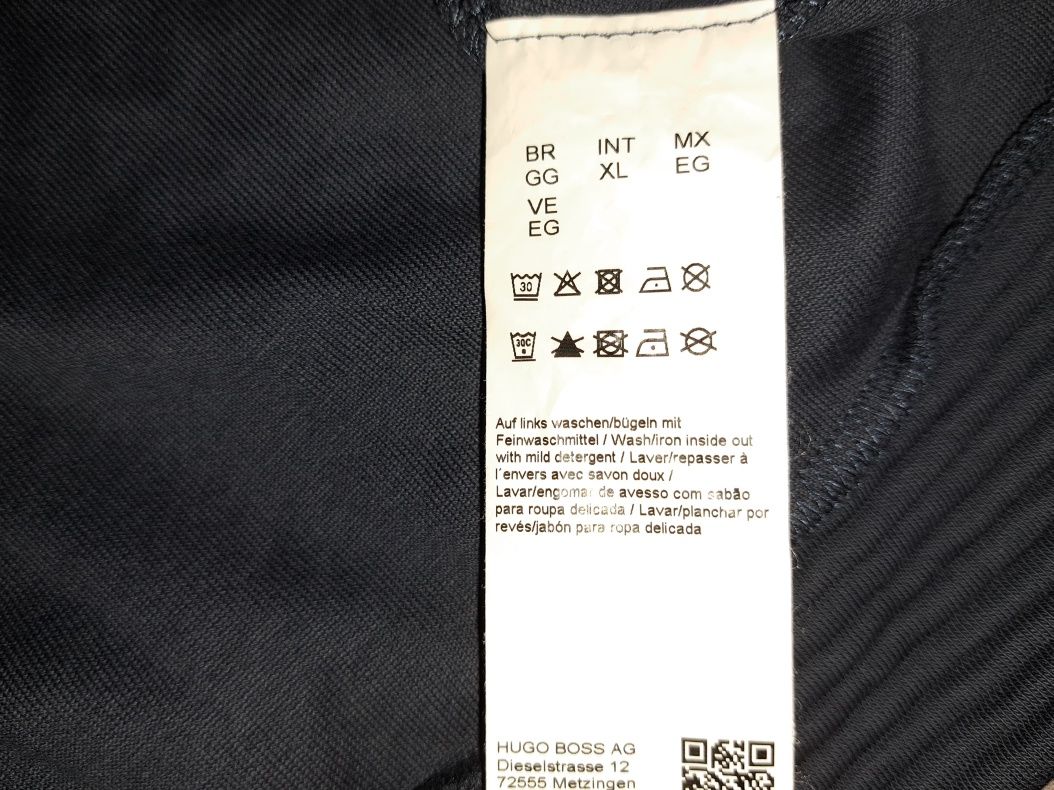 BR INT MX
GG XL EG
VE
EG
30
30C
Auf links waschen/bügeln mit
Feinwaschmittel / Wash/iron inside out
with mild detergent / Laver/repasser à
l´envers avec savon doux /
Lavar/engomar de avesso com sabão
para roupa delicada / Lavar/planchar por
revés/jabón para ropa delicada
HUGO BOSS AG
Dieselstrasse 12
72555 Metzingen